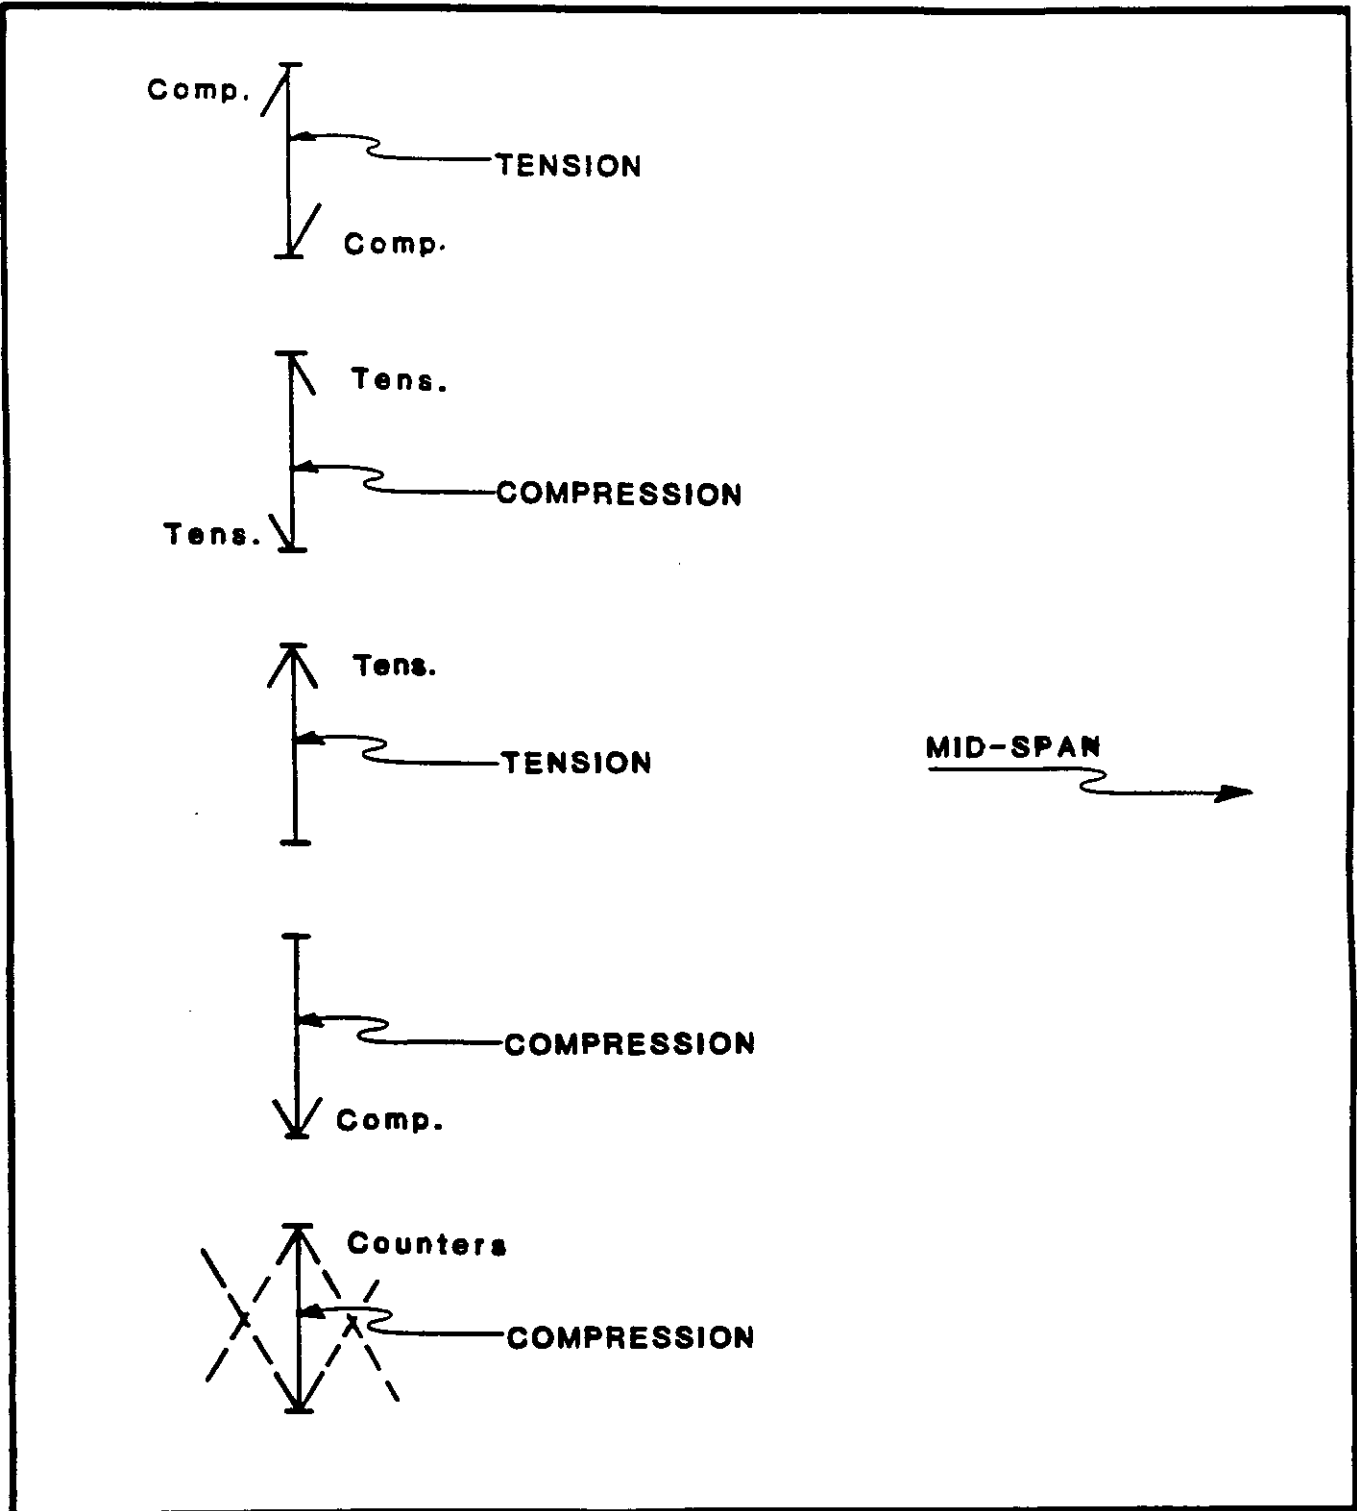 Comp.
TENSION
Comp.
Tens.
COMPRESSION
Tens.
Tens.
TENSION
MID-SPAN
COMPRESSION
Comp.
Counters
COMPRESSION